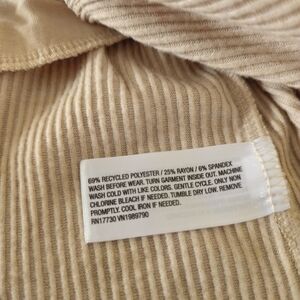 69% RECYCLED POLYESTER / 25% RAYON / 6% SPANDEX
WASH BEFORE WEAR. TURN GARMENT INSIDE OUT. MACHINE
WASH COLD WITH LIKE COLORS. GENTLE CYCLE. ONLY NON
CHLORINE BLEACH IF NEEDED. TUMBLE DRY LOW. REMOVE
PROMPTLY. COOL IRON IF NEEDED.
RN17730 VN1989790